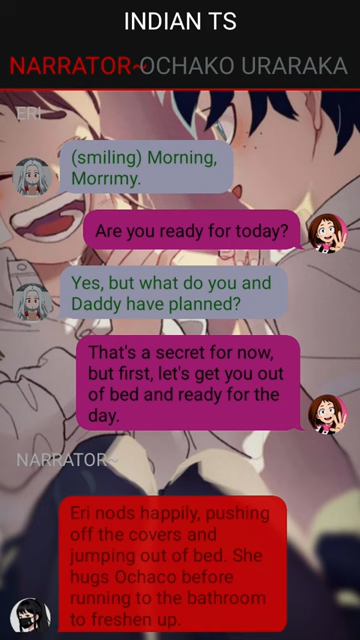 INDIAN TS
NARRATOR~OCHAKO URARAKA
ERI
(smiling) Morning,
Morrımy.
Are you ready for today?
Yes, but what do you and
Daddy have planned?
That's a secret for now,
but first, let's get you out
of bed and ready for the
day.
NARRATOR~
Eri nods happily, pushing
off the covers and
jumping out of bed. She
hugs Ochaco before
running to the bathroom
to freshen up.